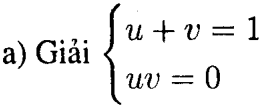 a) Giải { u + v = 1
uv = 0